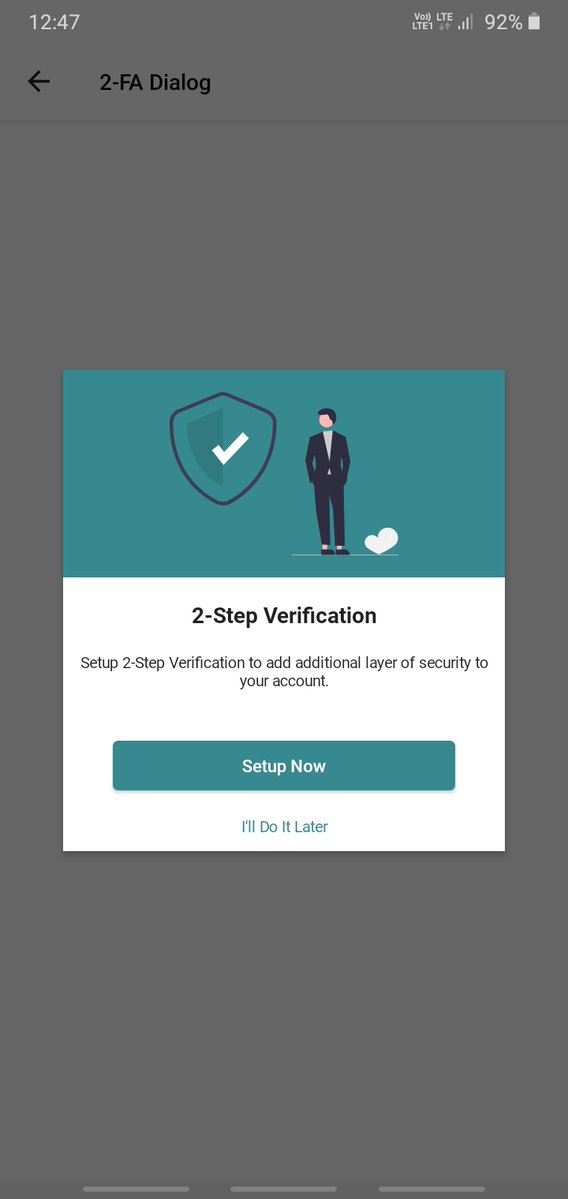 12:47
Vo)) LTE
LTE1
92%
2-FA Dialog
2-Step Verification
Setup 2-Step Verification to add additional layer of security to
your account.
Setup Now
I'll Do It Later